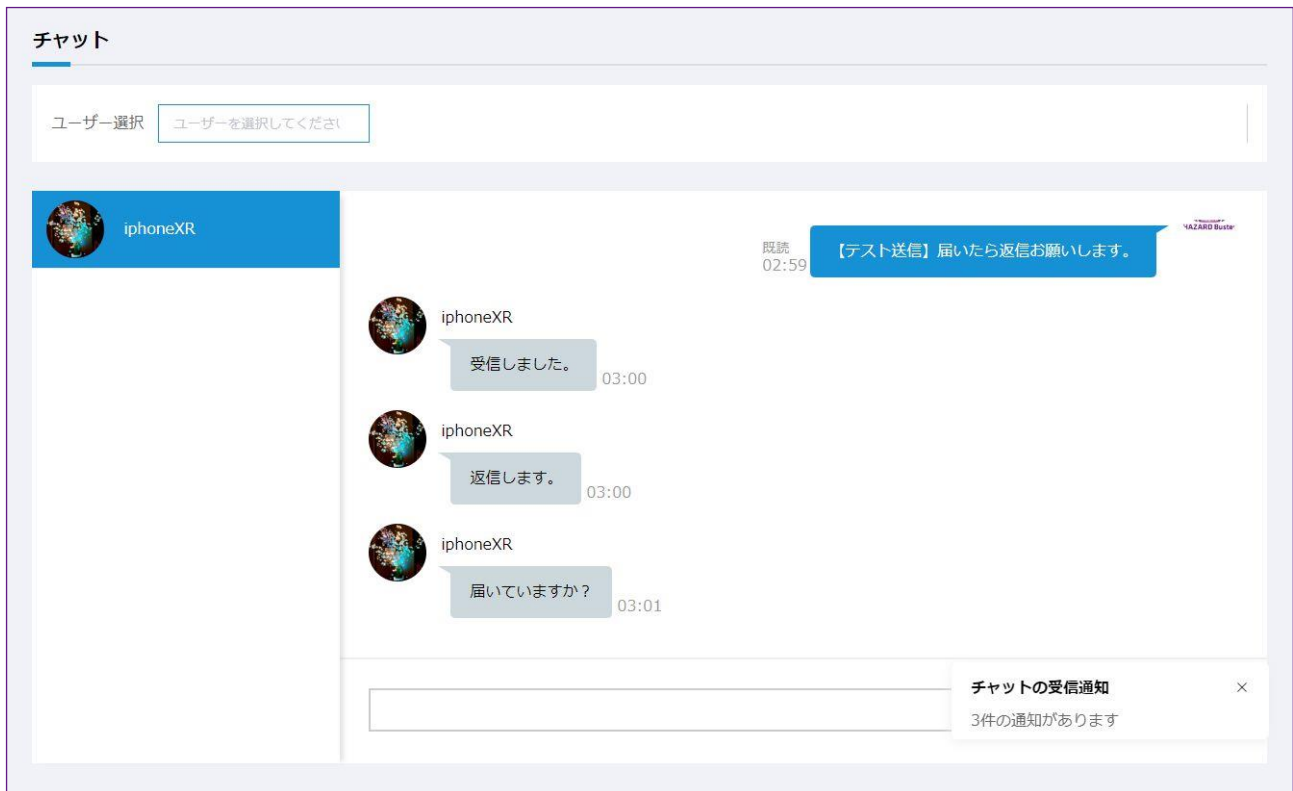 チャット
ユーザー選択
ユーザーを選択してくださ
iphoneXR
HAZARD Buster
既読
02:59
【テスト送信】届いたら返信お願いします。
iphoneXR
受信しました。
03:00
iphoneXR
返信します。
03:00
iphoneXR
届いていますか？
03:01
チャットの受信通知
×
3件の通知があります